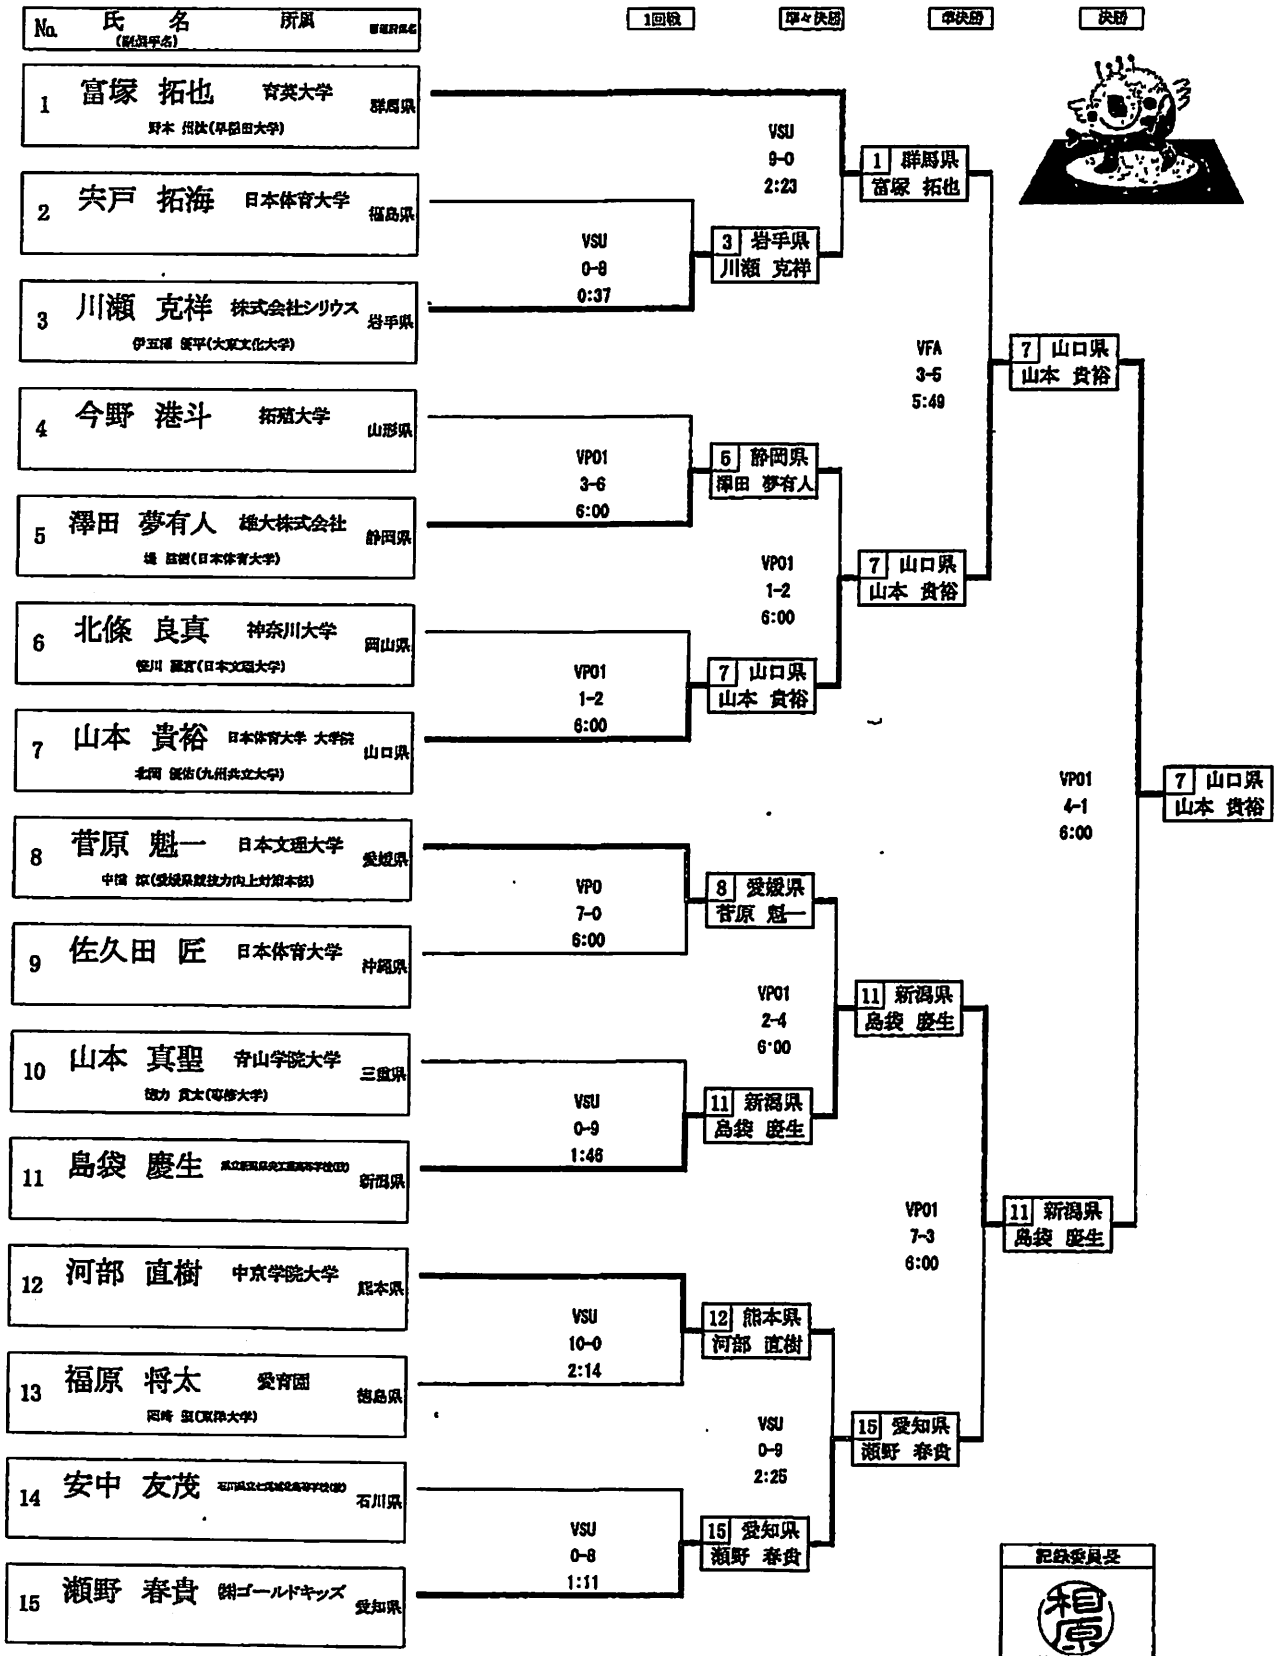 No. 氏 名 所属
1回戦 準々決勝 準決勝 決勝
1 富塚 拓也 育英大学 群馬県
2 宍戸 拓海 日本体育大学 福島県
3 川瀬 克祥 株式会社シリウス 岩手県
4 今野 港斗 拓殖大学 山形県
5 澤田 夢有人 雄大株式会社 静岡県
(日本体育大学)
6 北條 良真 神奈川大学 岡山県
(日本文理大学)
7 山本 貴裕 日本体育大学 大学院 山口県
(九州共立大学)
8 菅原 魁一 日本文理大学 愛媛県
9 佐久田 匠 日本体育大学 沖縄県
10 山本 真聖 青山学院大学 三重県
11 島袋 慶生 新潟県
12 河部 直樹 中京学院大学 熊本県
13 福原 将太 愛育園 徳島県
14 安中 友茂 石川県
15 瀬野 春貴 ㈱ゴールドキッズ 愛知県
VSU
0-8
0:37
VPO1
3-6
6:00
VPO1
1-2
6:00
VPO
7-0
6:00
VSU
0-9
1:46
VSU
10-0
2:14
VSU
0-8
1:11
3 岩手県
川瀬 克祥
5 静岡県
澤田 夢有人
7 山口県
山本 貴裕
8 愛媛県
菅原 魁一
11 新潟県
島袋 慶生
12 熊本県
河部 直樹
15 愛知県
瀬野 春貴
VSU
9-0
2:23
VPO1
1-2
6:00
VPO1
2-4
6:00
VSU
0-9
2:25
1 群馬県
富塚 拓也
7 山口県
山本 貴裕
11 新潟県
島袋 慶生
15 愛知県
瀬野 春貴
VFA
3-5
5:49
VPO1
7-3
6:00
7 山口県
山本 貴裕
11 新潟県
島袋 慶生
VPO1
4-1
6:00
7 山口県
山本 貴裕
記録委員長
相原